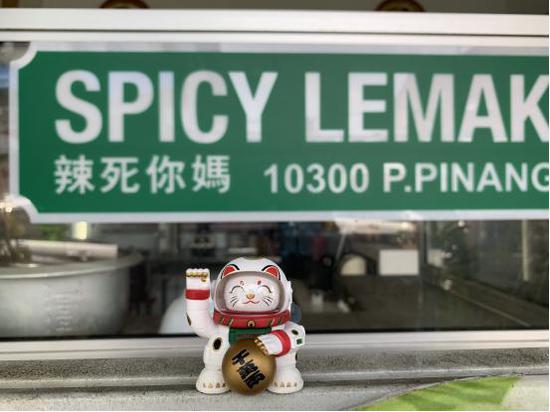 SPICY LEMAK
辣死你媽 10300 P.PINANG